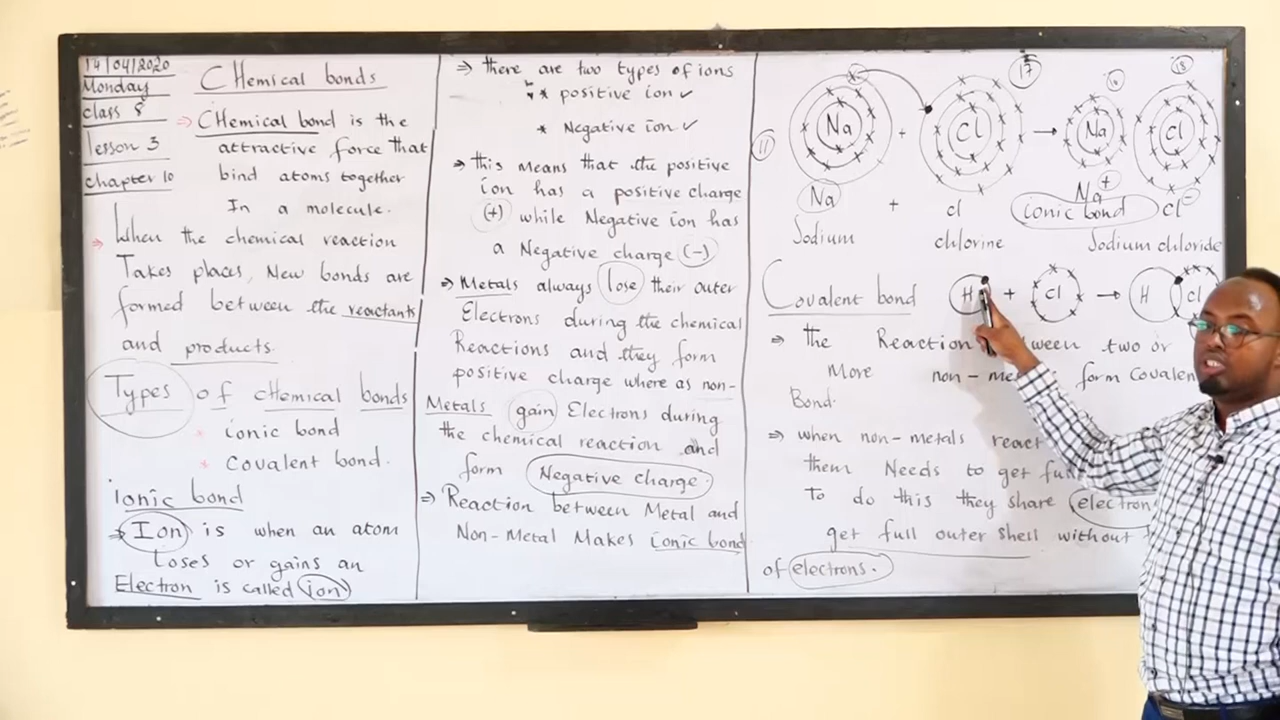 14/04/2020
Monday
class 8
lesson 3
chapter 10
CHemical bonds
⇒ CHemical bond is the
attractive force that
bind atoms together
In a molecule.
⇒ When the chemical reaction
Takes places, New bonds are
formed between the reactants
and products.
Types of chemical bonds
* ionic bond
* Covalent bond.
ionic bond
⇒ Ion is when an atom
Loses or gains an
Electron is called ion
⇒ there are two types of ions
* positive ion ✓
* Negative ion ✓
⇒ this means that the positive
ion has a positive charge
(+) while Negative ion has
a Negative charge (-)
⇒ Metals always lose their outer
Electrons during the chemical
Reactions and they form
positive charge where as non-
Metals gain Electrons during
the chemical reaction and
form Negative charge.
⇒ Reaction between Metal and
Non-Metal Makes ionic bond
17
18
11
Na + Cl → Na Cl
Na + cl Na+ Cl-
ionic bond
Sodium chlorine Sodium chloride
Covalent bond H + Cl → H Cl
⇒ the Reaction between two or
More non-me form Covalen
Bond.
⇒ when non-metals react
them Needs to get ful
To do this they share electron
get full outer shell without
of electrons.